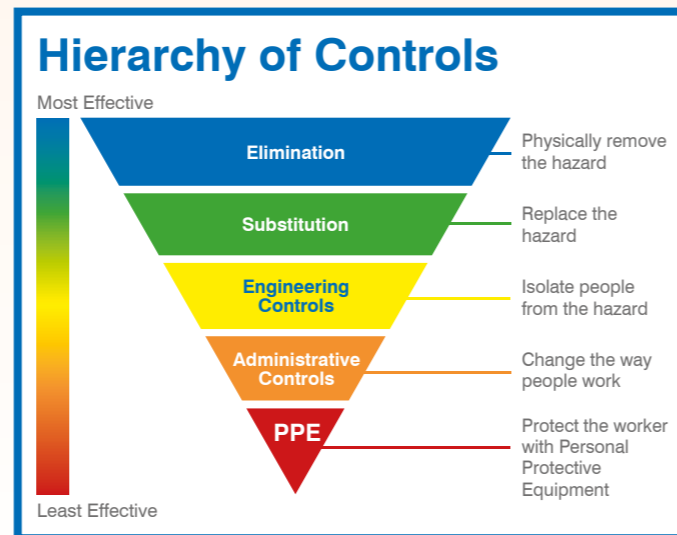 Hierarchy of Controls
Most Effective
Elimination
Physically remove
the hazard
Substitution
Replace the
hazard
Engineering
Controls
Isolate people
from the hazard
Administrative
Controls
Change the way
people work
PPE
Protect the worker
with Personal
Protective
Equipment
Least Effective